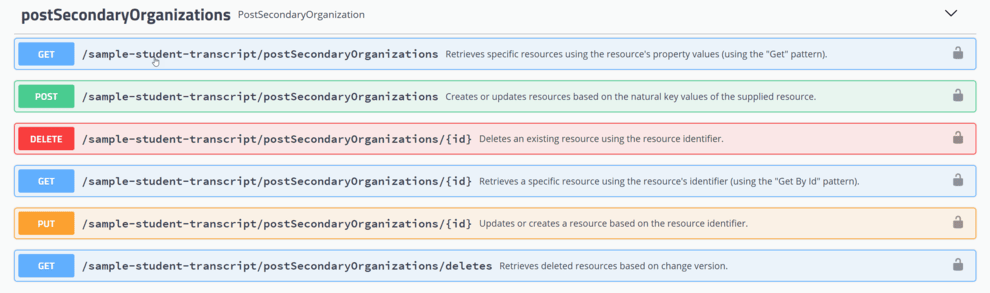 postSecondaryOrganizations PostSecondaryOrganization
GET /sample-student-transcript/postSecondaryOrganizations Retrieves specific resources using the resource's property values (using the "Get" pattern).
POST /sample-student-transcript/postSecondaryOrganizations Creates or updates resources based on the natural key values of the supplied resource.
DELETE /sample-student-transcript/postSecondaryOrganizations/{id} Deletes an existing resource using the resource identifier.
GET /sample-student-transcript/postSecondaryOrganizations/{id} Retrieves a specific resource using the resource's identifier (using the "Get By Id" pattern).
PUT /sample-student-transcript/postSecondaryOrganizations/{id} Updates or creates a resource based on the resource identifier.
GET /sample-student-transcript/postSecondaryOrganizations/deletes Retrieves deleted resources based on change version.